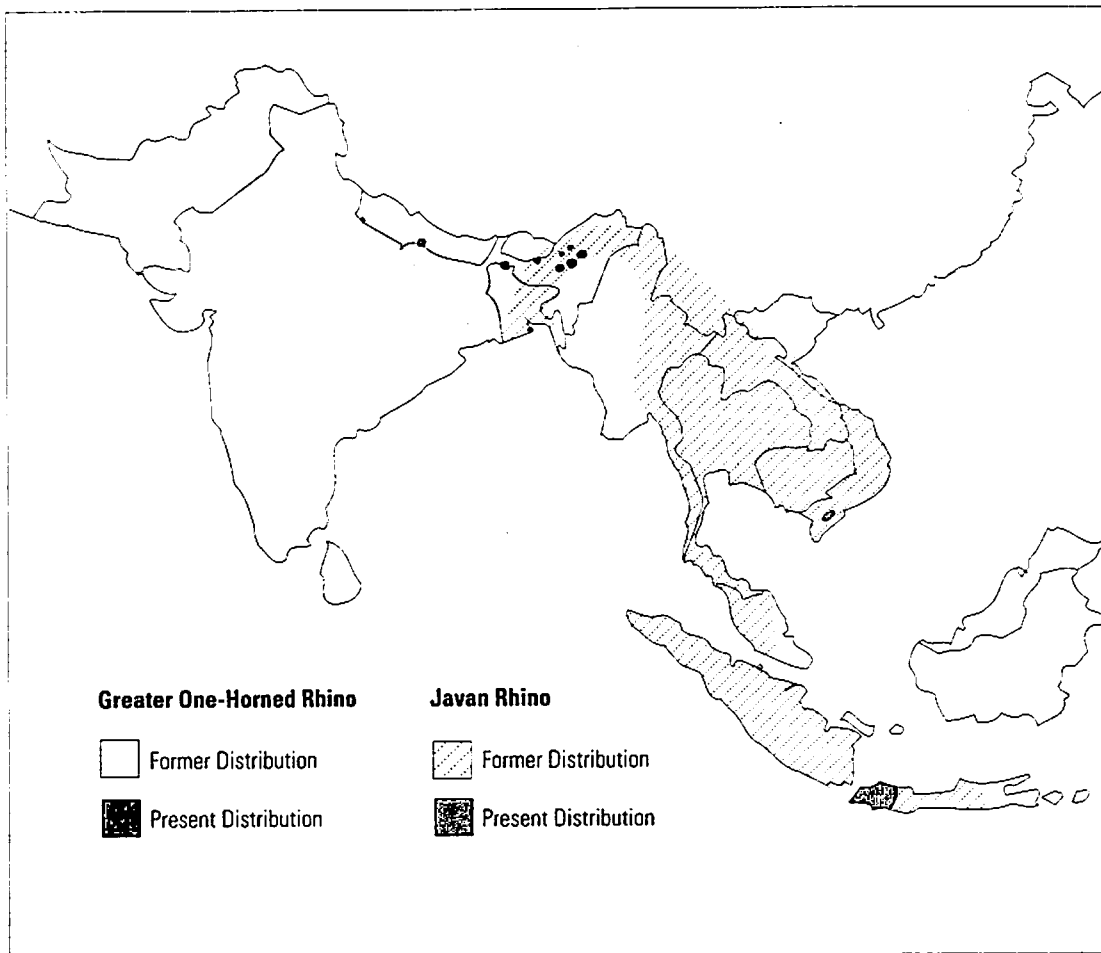 Greater One-Horned Rhino
Former Distribution
Present Distribution
Javan Rhino
Former Distribution
Present Distribution